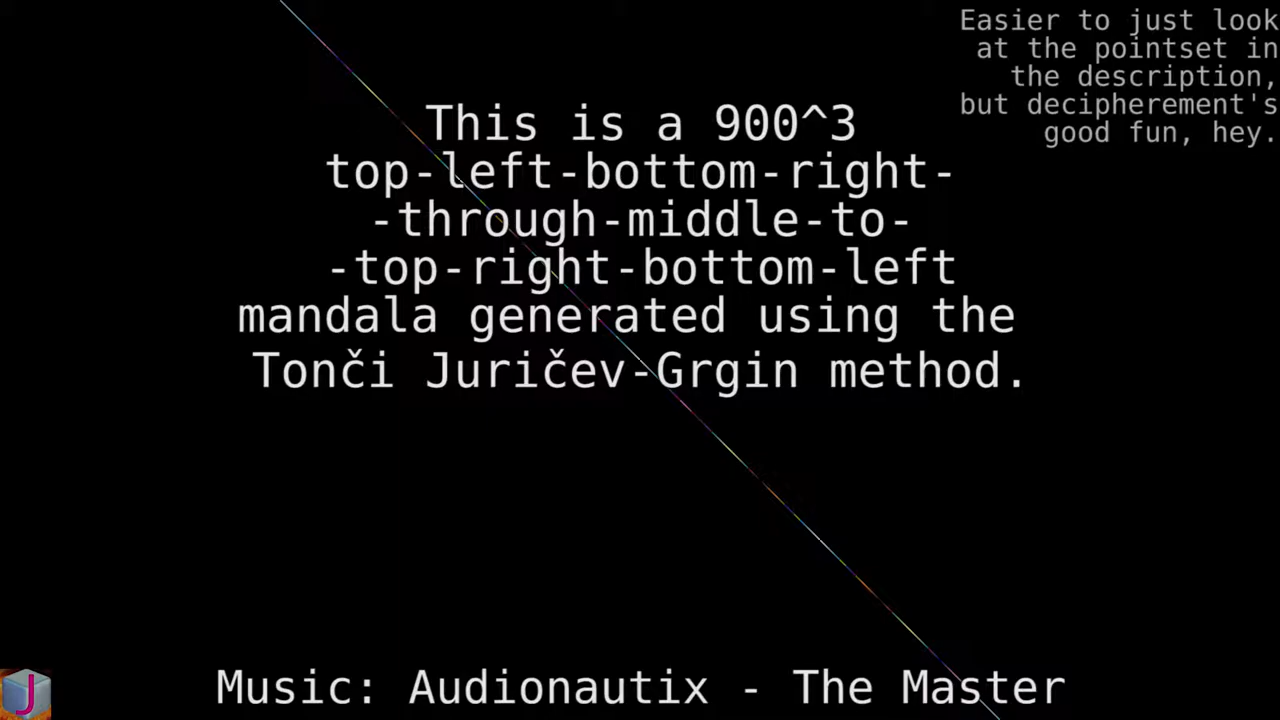 Easier to just look
at the pointset in
the description,
but decipherement's
good fun, hey.
This is a 900^3
top-left-bottom-right-
-through-middle-to-
-top-right-bottom-left
mandala generated using the
Tonči Juričev-Grgin method.
J
Music: Audionautix - The Master